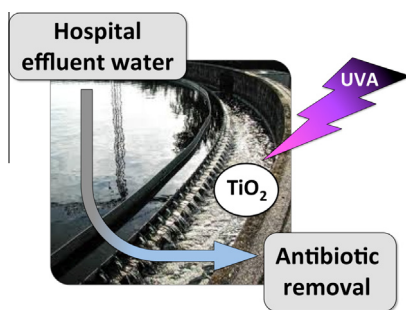 Hospital
effluent water
UVA
TiO₂
Antibiotic
removal